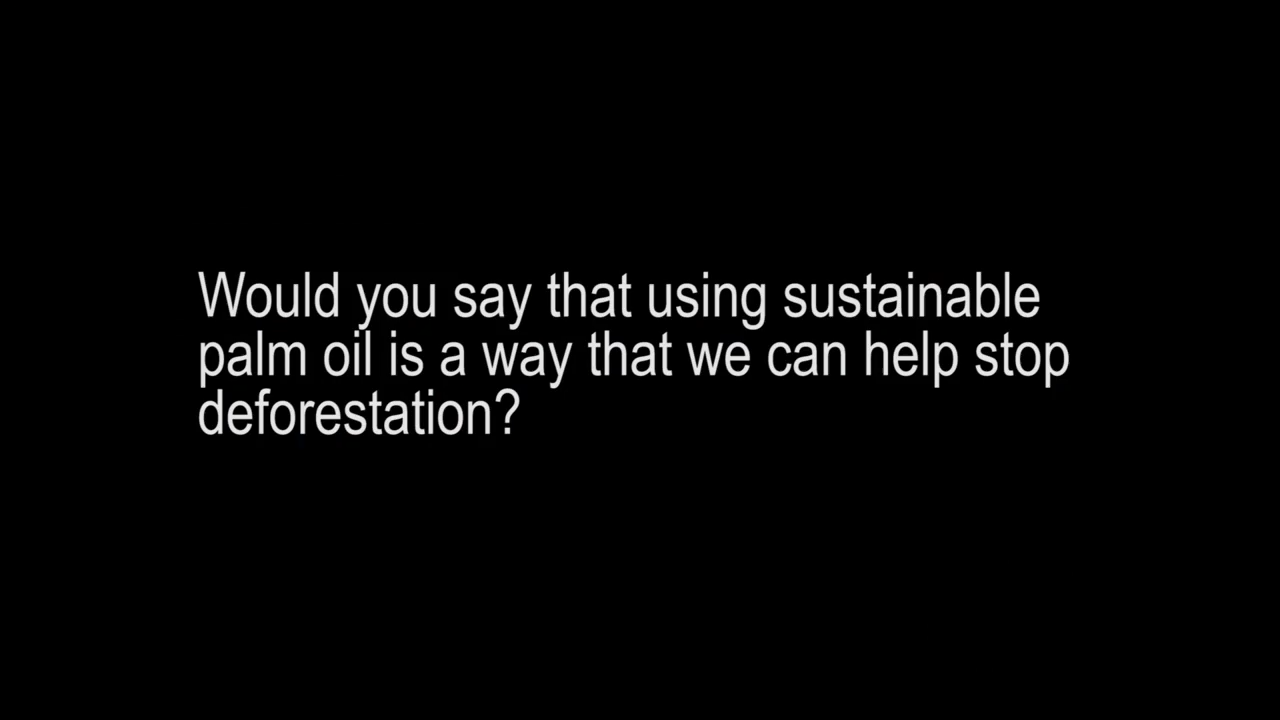 Would you say that using sustainable
palm oil is a way that we can help stop
deforestation?